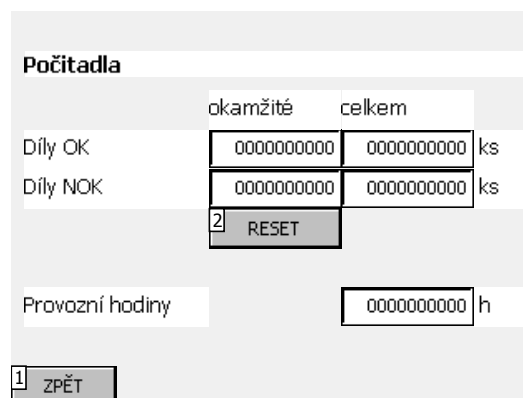 Počitadla
okamžité celkem
Díly OK 0000000000 0000000000 ks
Díly NOK 0000000000 0000000000 ks
2 RESET
Provozní hodiny 0000000000 h
1 ZPĚT